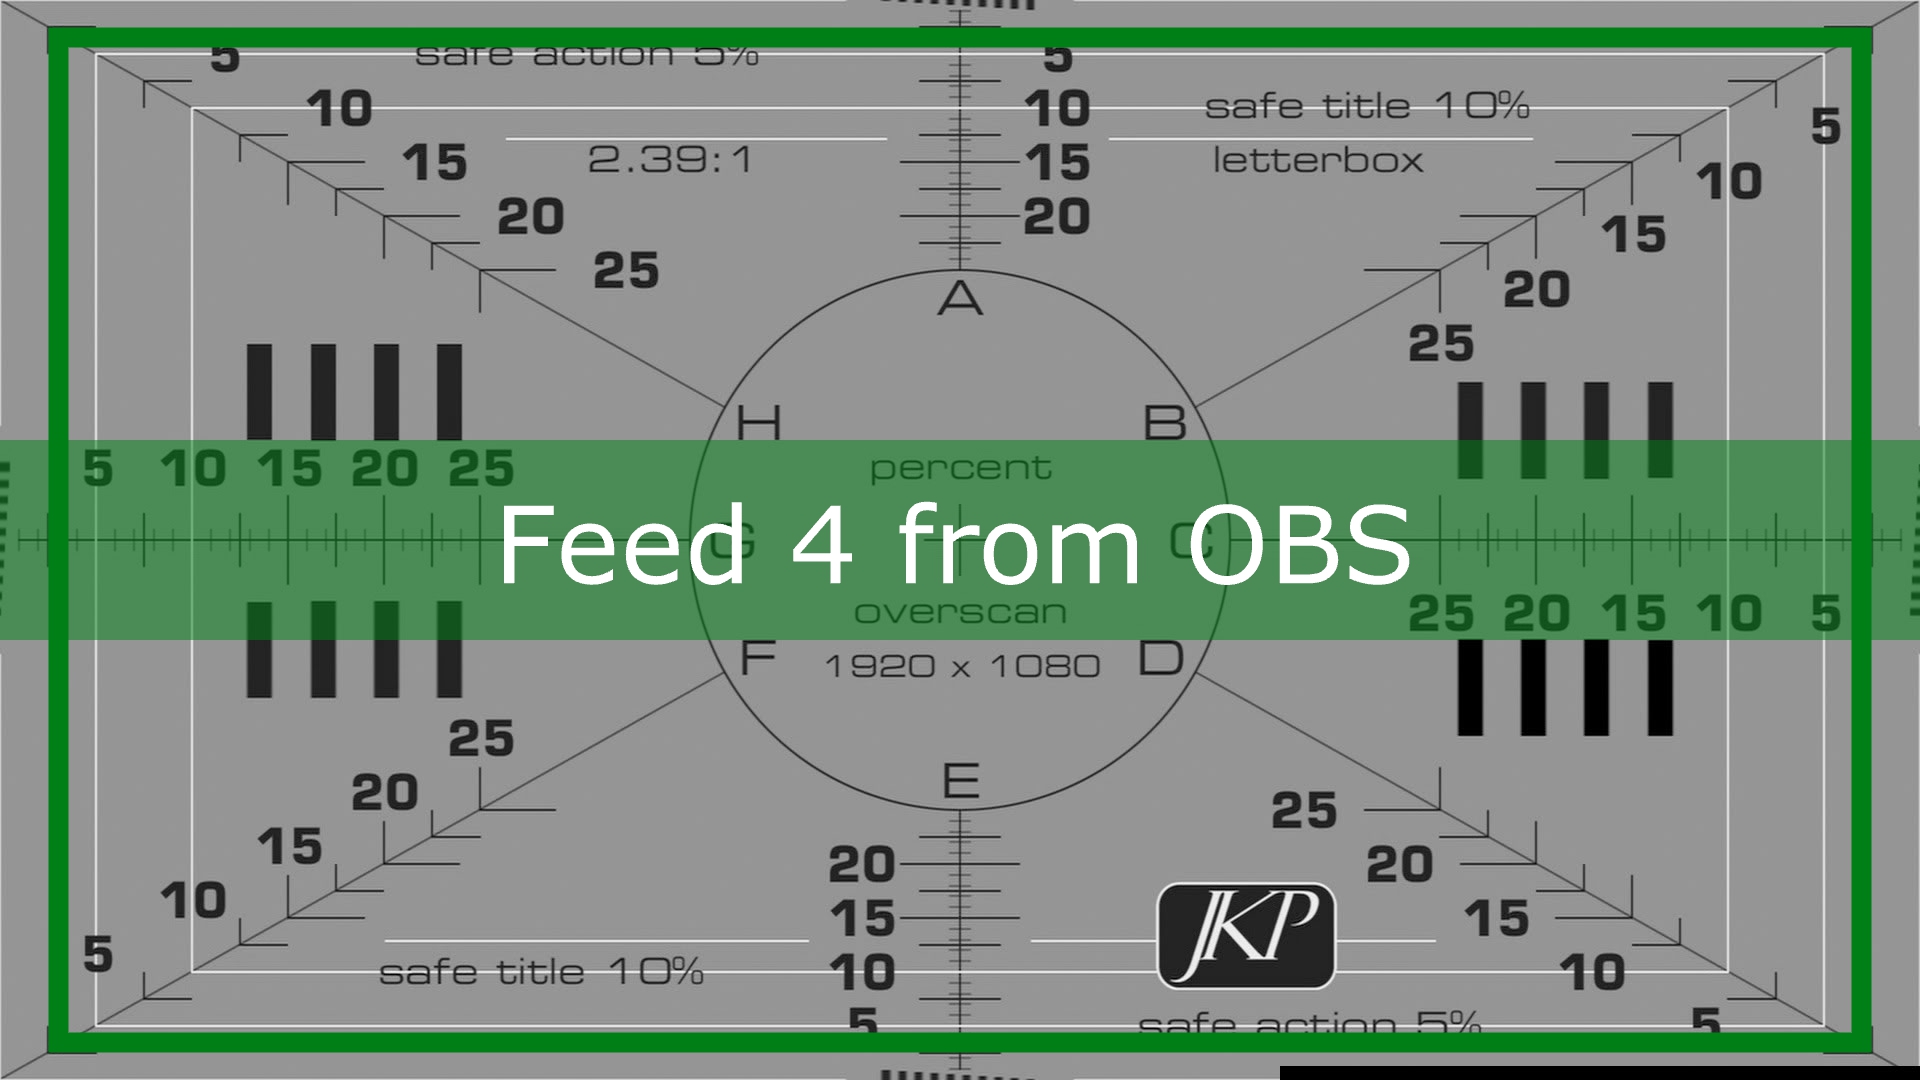 5 safe action 5% 5
10 10 safe title 10% 5
15 2.39:1 15 letterbox 10
20 20 15
25 20
A 25
H B
5 10 15 20 25 percent
G C
Feed 4 from OBS
overscan 25 20 15 10 5
F 1920 x 1080 D
25
E
20 25
15 20 20
10 15 JKP 15
5 safe title 10% 10 10
5 safe action 5% 5